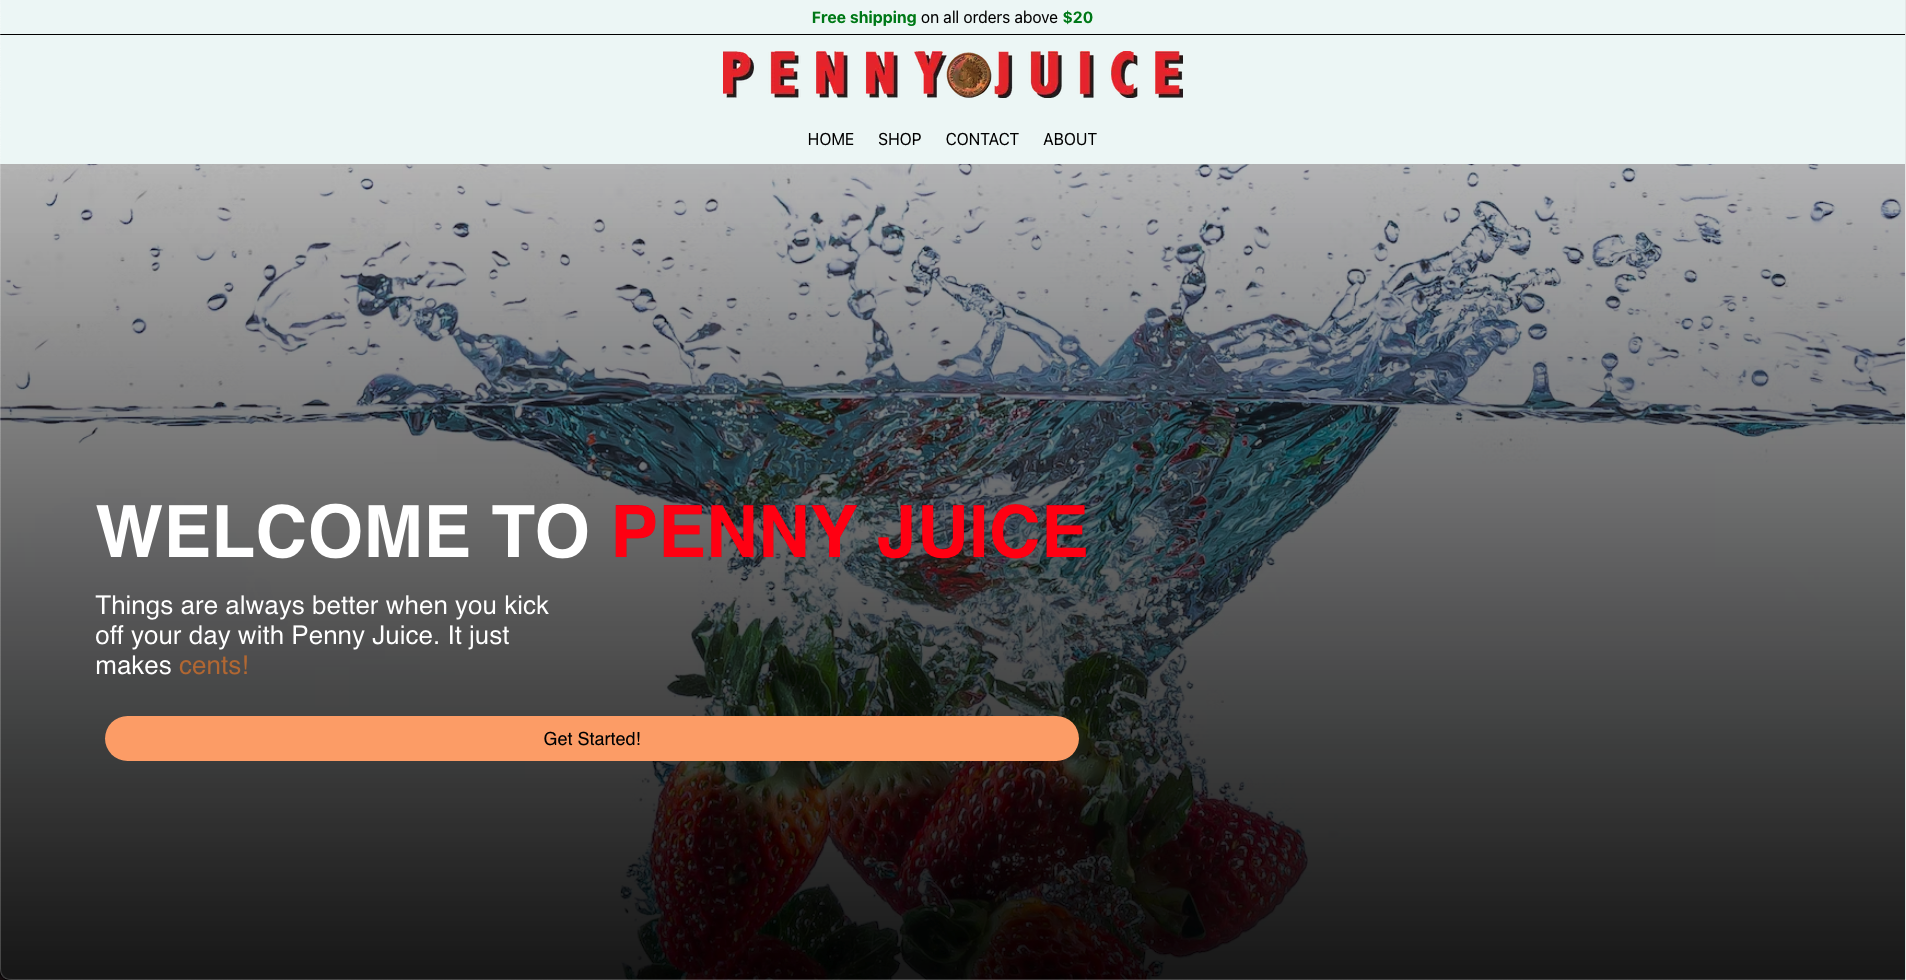 Free shipping on all orders above $20
PENNY JUICE
HOME SHOP CONTACT ABOUT
WELCOME TO PENNY JUICE
Things are always better when you kick
off your day with Penny Juice. It just
makes cents!
Get Started!